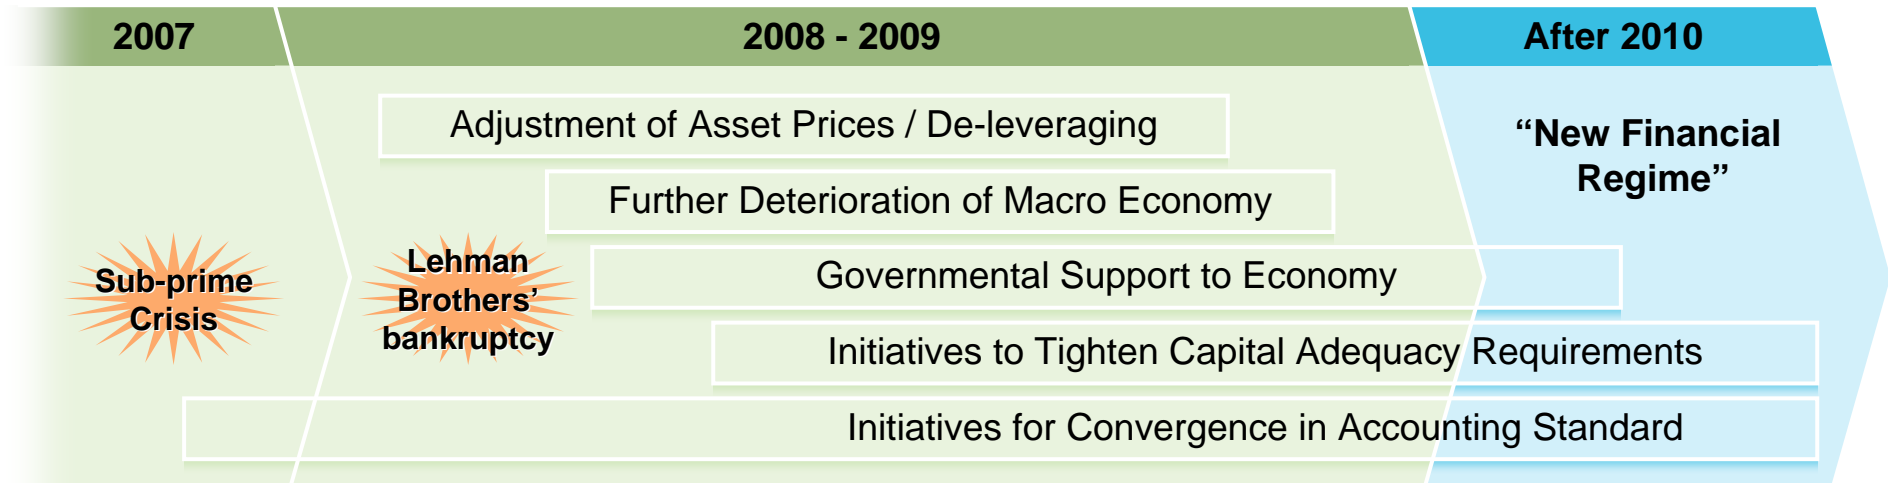 2007
2008 - 2009
After 2010
Adjustment of Asset Prices / De-leveraging
“New Financial
Regime”
Further Deterioration of Macro Economy
Sub-prime
Crisis
Lehman
Brothers’
bankruptcy
Governmental Support to Economy
Initiatives to Tighten Capital Adequacy Requirements
Initiatives for Convergence in Accounting Standard